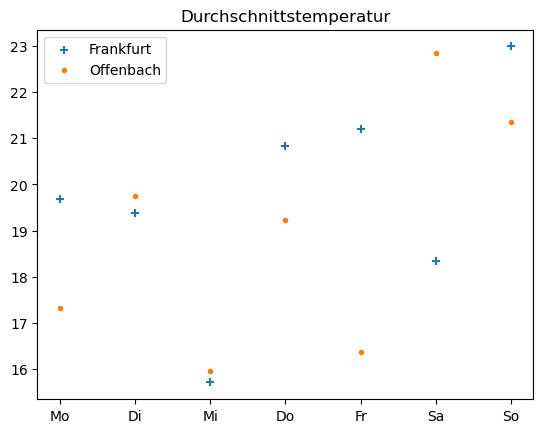 Durchschnittstemperatur
Frankfurt
Offenbach
23
22
21
20
19
18
17
16
Mo Di Mi Do Fr Sa So